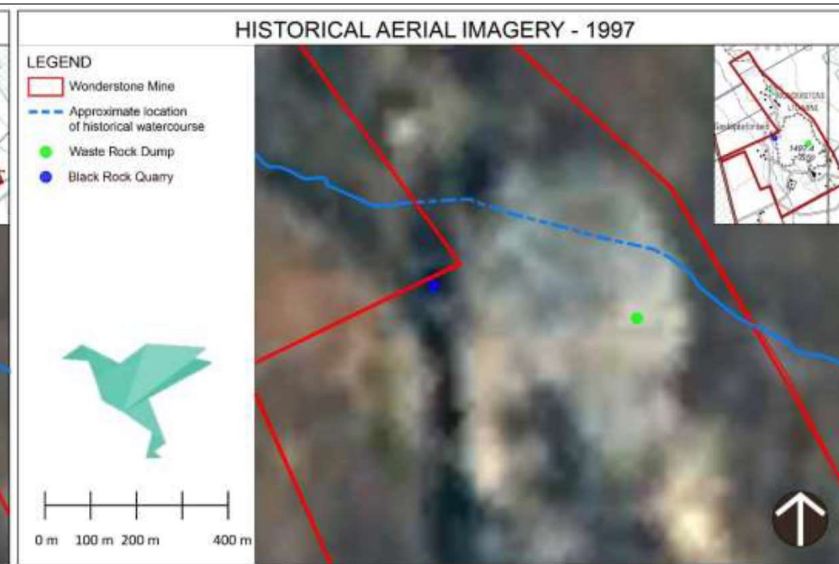 HISTORICAL AERIAL IMAGERY - 1997
LEGEND
Wonderstone Mine
Approximate location
of historical watercourse
Waste Rock Dump
Black Rock Quarry
0 m 100 m 200 m 400 m